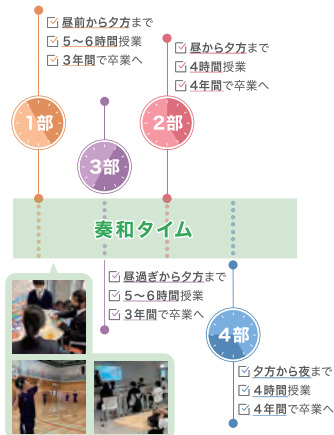 昼前から夕方まで
5～6時間授業
3年間で卒業へ
1部
昼から夕方まで
4時間授業
4年間で卒業へ
2部
3部
奏和タイム
昼過ぎから夕方まで
5～6時間授業
3年間で卒業へ
4部
夕方から夜まで
4時間授業
4年間で卒業へ